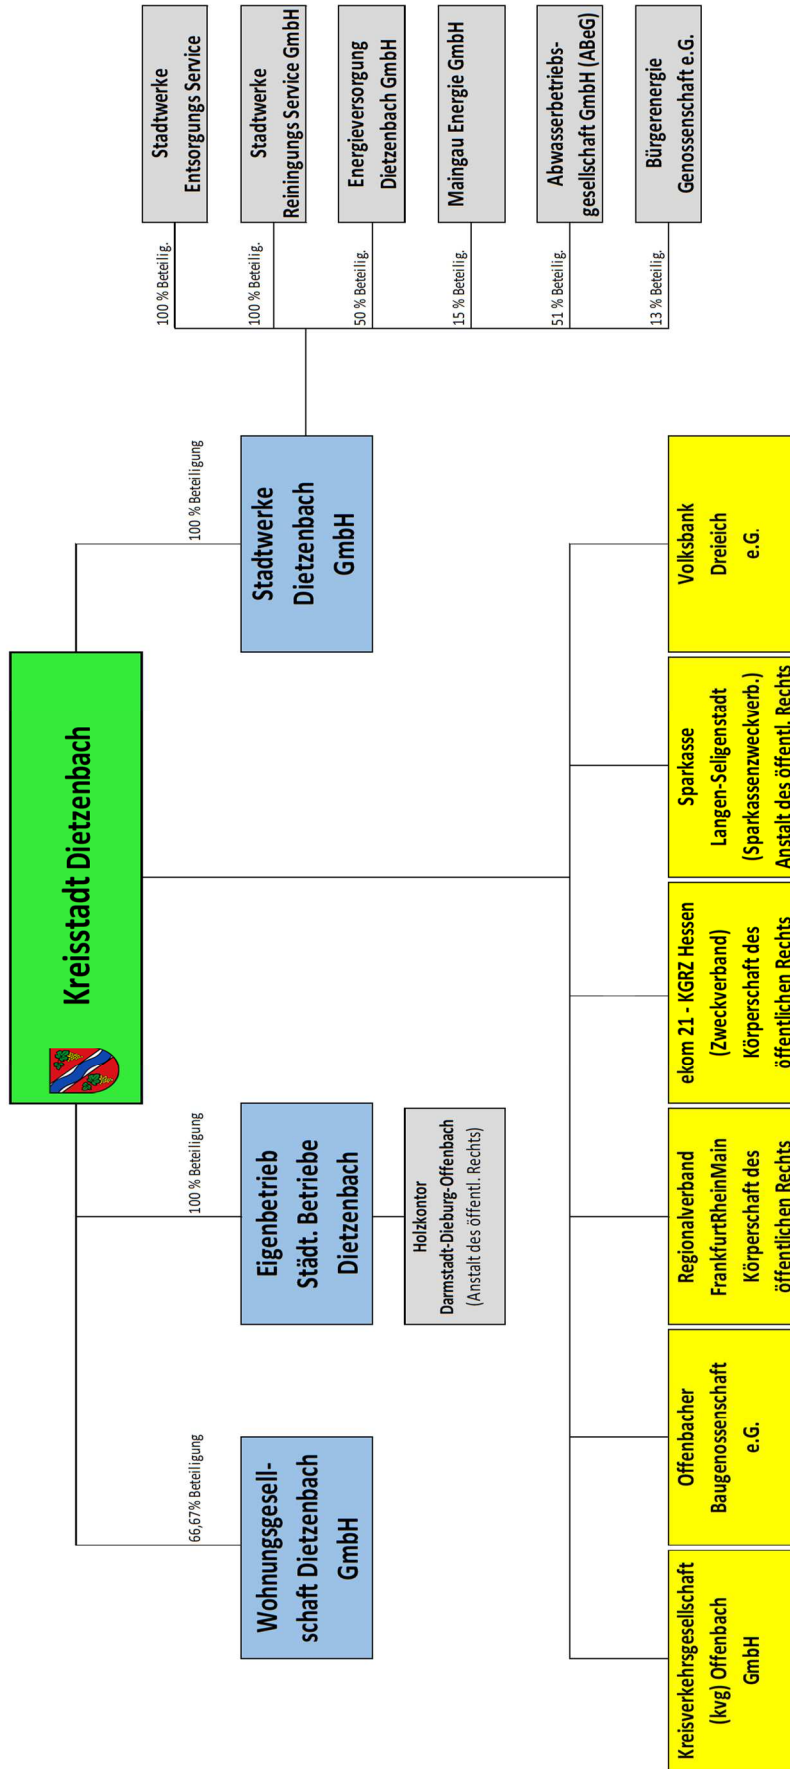 Kreisstadt Dietzenbach
66,67% Beteiligung
100 % Beteiligung
100 % Beteiligung
Wohnungsgesell-
schaft Dietzenbach
GmbH
Eigenbetrieb
Städt. Betriebe
Dietzenbach
Stadtwerke
Dietzenbach
GmbH
Holzkontor
Darmstadt-Dieburg-Offenbach
(Anstalt des öffentl. Rechts)
100 % Beteilig.
Stadtwerke
Entsorgungs Service
100 % Beteilig.
Stadtwerke
Reiningungs Service GmbH
50 % Beteilig.
Energieversorgung
Dietzenbach GmbH
15 % Beteilig.
Maingau Energie GmbH
51 % Beteilig.
Abwasserbetriebs-
gesellschaft GmbH (ABeG)
13 % Beteilig.
Bürgerenergie
Genossenschaft e.G.
Kreisverkehrsgesellschaft
(kvg) Offenbach
GmbH
Offenbacher
Baugenossenschaft
e.G.
Regionalverband
FrankfurtRheinMain
Körperschaft des
öffentlichen Rechts
ekom 21 - KGRZ Hessen
(Zweckverband)
Körperschaft des
öffentlichen Rechts
Sparkasse
Langen-Seligenstadt
(Sparkassenzweckverb.)
Anstalt des öffentl. Rechts
Volksbank
Dreieich
e.G.